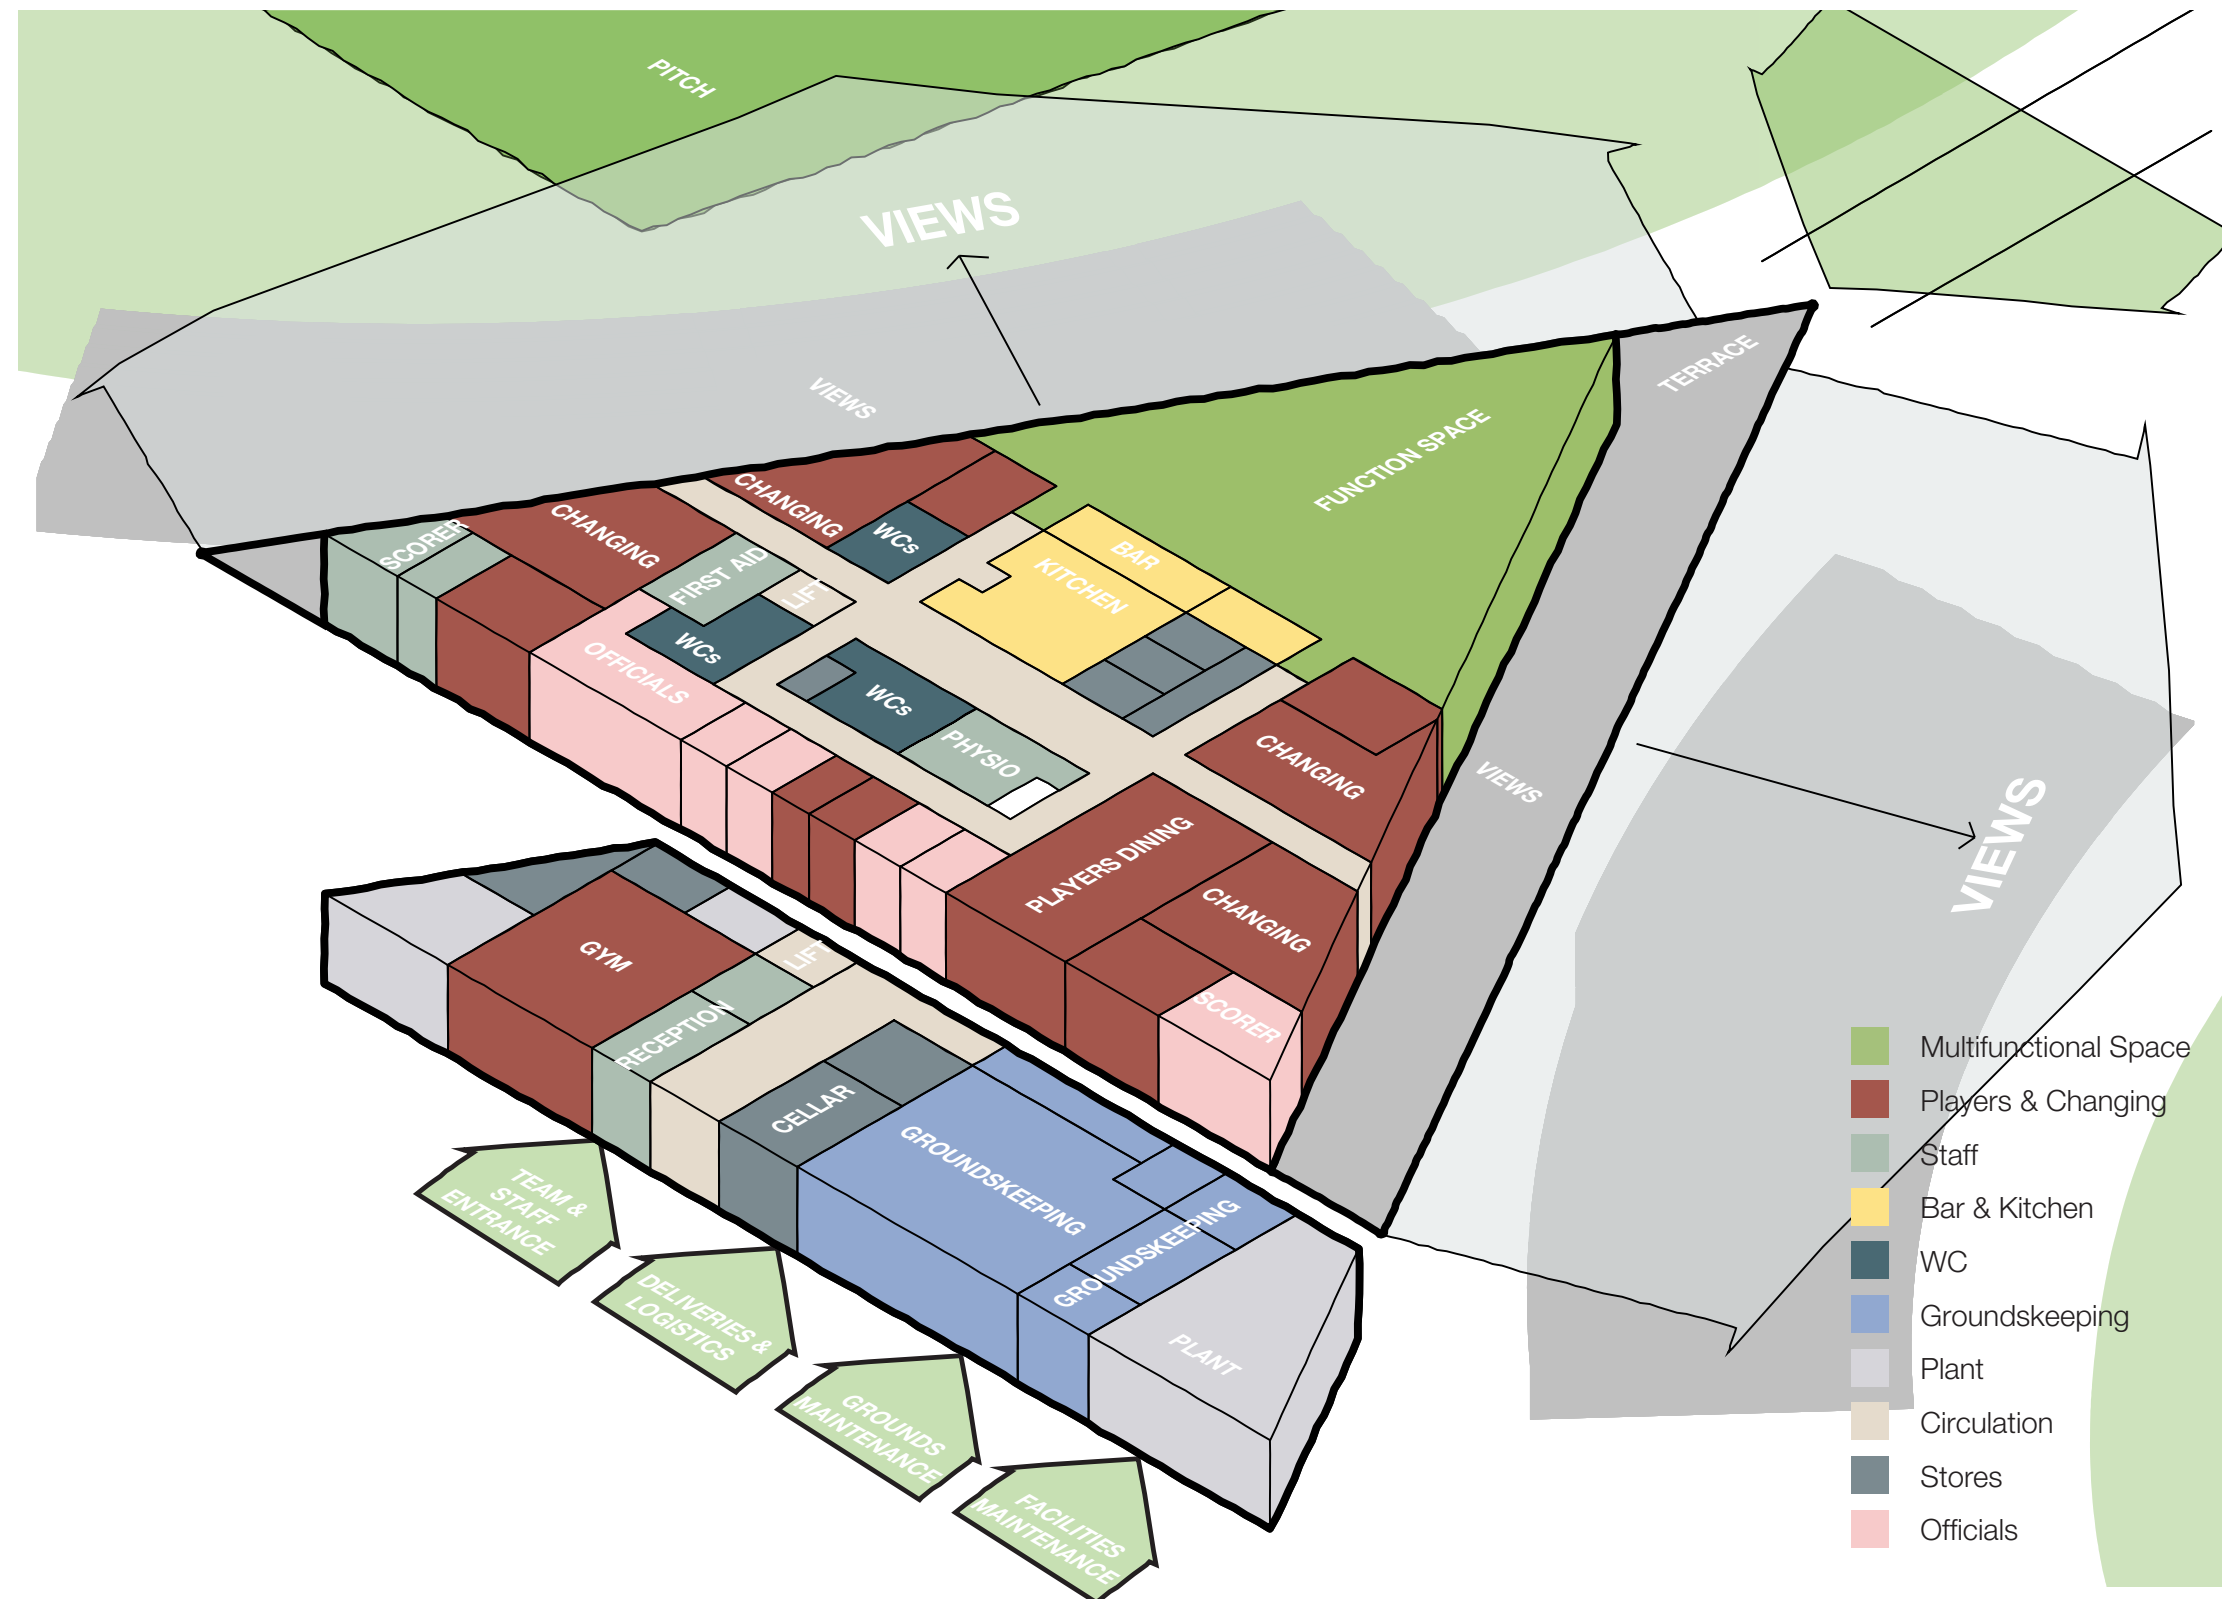 PITCH
VIEWS
VIEWS
TERRACE
FUNCTION SPACE
CHANGING
CHANGING
SCORER
WCs
BAR
KITCHEN
FIRST AID
LIFT
WCs
OFFICIALS
WCs
PHYSIO
CHANGING
VIEWS
VIEWS
PLAYERS DINING
CHANGING
SCORER
GYM
LIFT
RECEPTION
CELLAR
GROUNDSKEEPING
GROUNDSKEEPING
PLANT
TEAM &
STAFF
ENTRANCE
DELIVERIES &
LOGISTICS
GROUNDS
MAINTENANCE
FACILITIES
MAINTENANCE
Multifunctional Space
Players & Changing
Staff
Bar & Kitchen
WC
Groundskeeping
Plant
Circulation
Stores
Officials